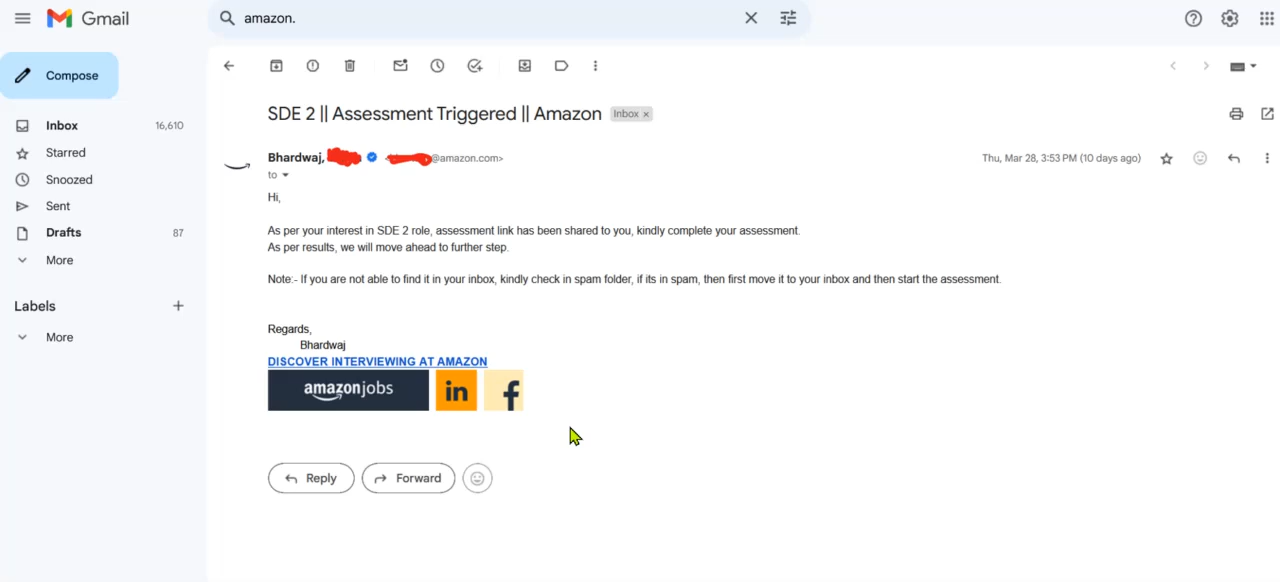 Gmail
amazon.
Compose
Inbox 16,610
Starred
Snoozed
Sent
Drafts 87
More
Labels
More
SDE 2 || Assessment Triggered || Amazon Inbox x
Bhardwaj, @amazon.com>
Thu, Mar 28, 3:53 PM (10 days ago)
to
Hi,
As per your interest in SDE 2 role, assessment link has been shared to you, kindly complete your assessment.
As per results, we will move ahead to further step.
Note:- If you are not able to find it in your inbox, kindly check in spam folder, if its in spam, then first move it to your inbox and then start the assessment.
Regards,
Bhardwaj
DISCOVER INTERVIEWING AT AMAZON
amazonjobs in f
Reply Forward